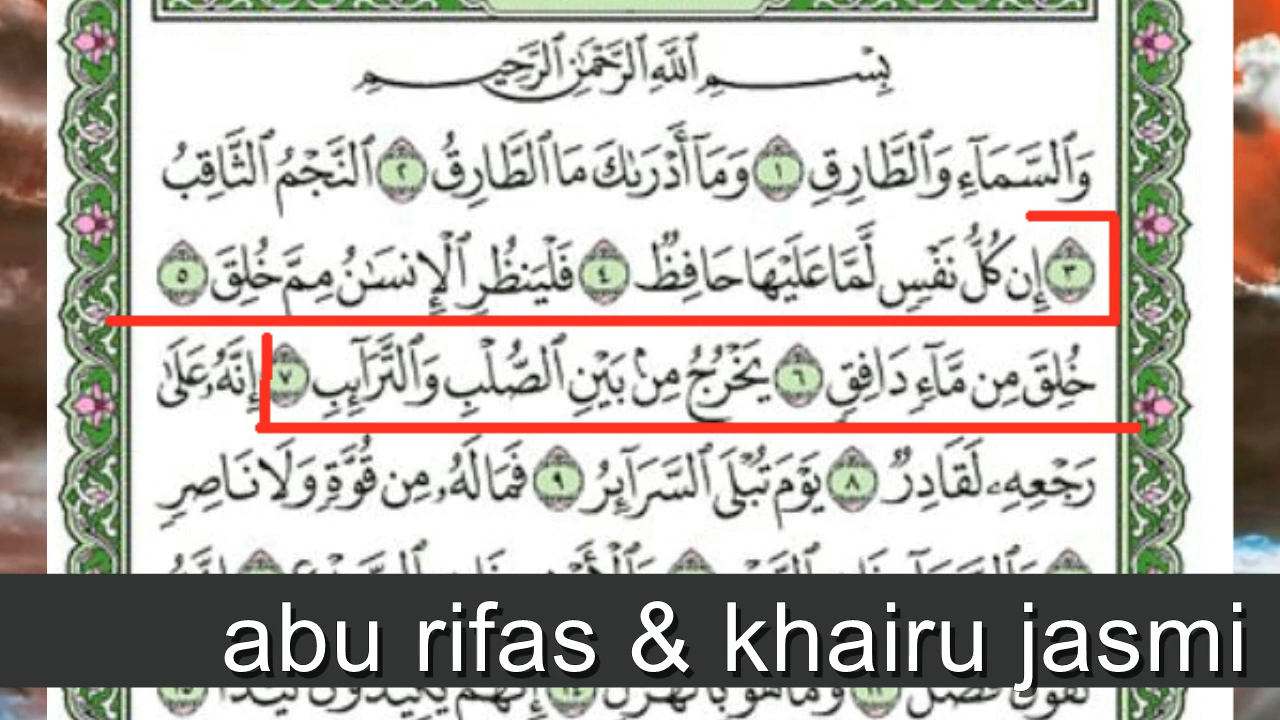 بِسْمِ ٱللَّهِ ٱلرَّحْمَـٰنِ ٱلرَّحِيمِ
وَٱلسَّمَآءِ وَٱلطَّارِقِ ١ وَمَآ أَدْرَىٰكَ مَا ٱلطَّارِقُ ٢ ٱلنَّجْمُ ٱلثَّاقِبُ
٣ إِن كُلُّ نَفْسٍ لَّمَّا عَلَيْهَا حَافِظٌ ٤ فَلْيَنظُرِ ٱلْإِنسَـٰنُ مِمَّ خُلِقَ ٥
خُلِقَ مِن مَّآءٍ دَافِقٍ ٦ يَخْرُجُ مِنۢ بَيْنِ ٱلصُّلْبِ وَٱلتَّرَآئِبِ ٧ إِنَّهُۥ عَلَىٰ
رَجْعِهِۦ لَقَادِرٌ ٨ يَوْمَ تُبْلَى ٱلسَّرَآئِرُ ٩ فَمَا لَهُۥ مِن قُوَّةٍ وَلَا نَاصِرٍ
abu rifas & khairu jasmi